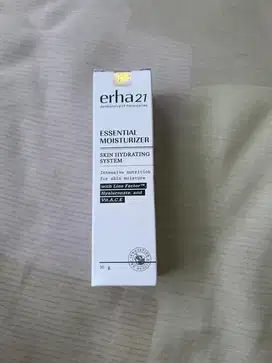 erha21
ESSENTIAL
MOISTURIZER
SKIN HYDRATING
SYSTEM
Intensive nutrition
for skin moisture
with Line Factor™
Hyaluronate and
Vit.A.C.E
g